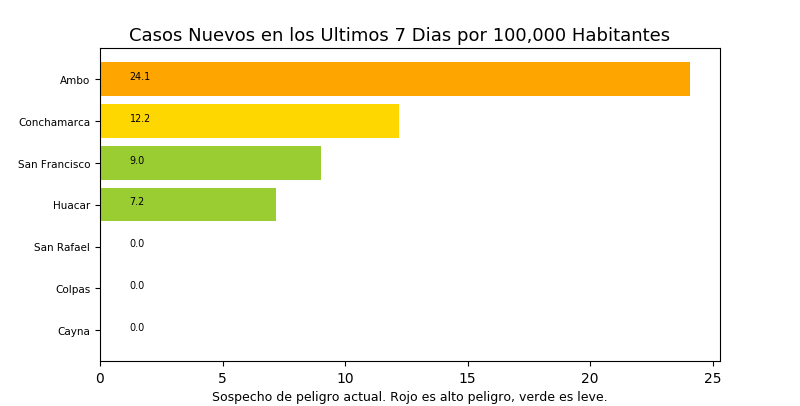 Casos Nuevos en los Ultimos 7 Dias por 100,000 Habitantes
Ambo 24.1
Conchamarca 12.2
San Francisco 9.0
Huacar 7.2
San Rafael 0.0
Colpas 0.0
Cayna 0.0
0 5 10 15 20 25
Sospecho de peligro actual. Rojo es alto peligro, verde es leve.